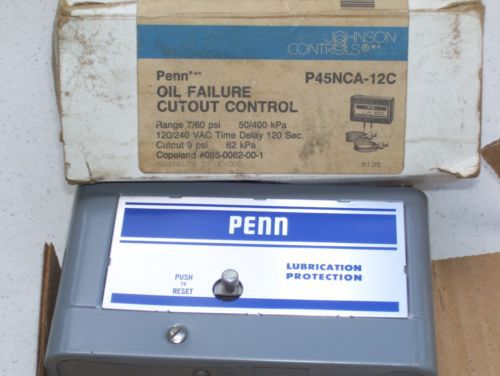 JOHNSON
CONTROLS
Penn
P45NCA-12C
OIL FAILURE
CUTOUT CONTROL
Range 7/60 psi 50/400 kPa
120/240 VAC Time Delay 120 Sec.
Cutout 9 psi 62 kPa
Copeland #085-0062-00-1
9135
PENN
PUSH
TO
RESET
LUBRICATION
PROTECTION